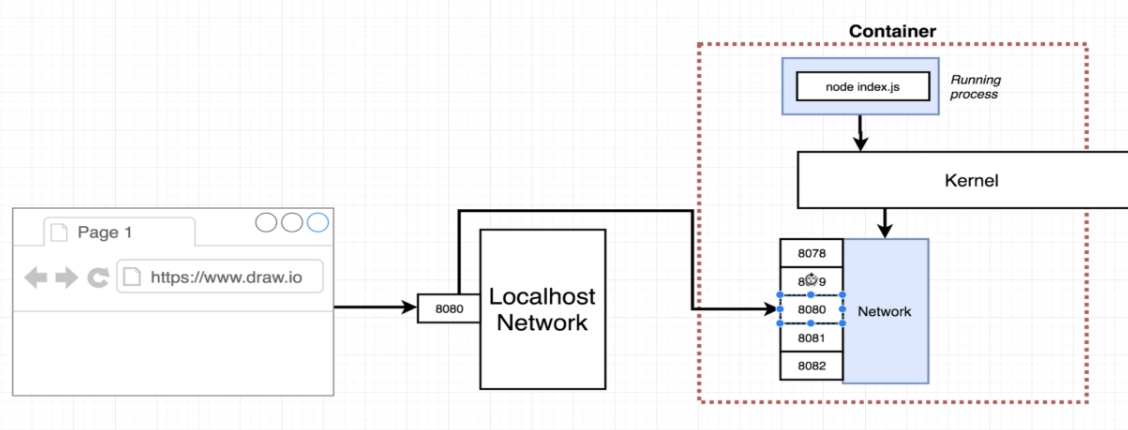 Container
node index.js
Running
process
Kernel
Page 1
https://www.draw.io
8080
Localhost
Network
8078
8080
8081
8082
Network